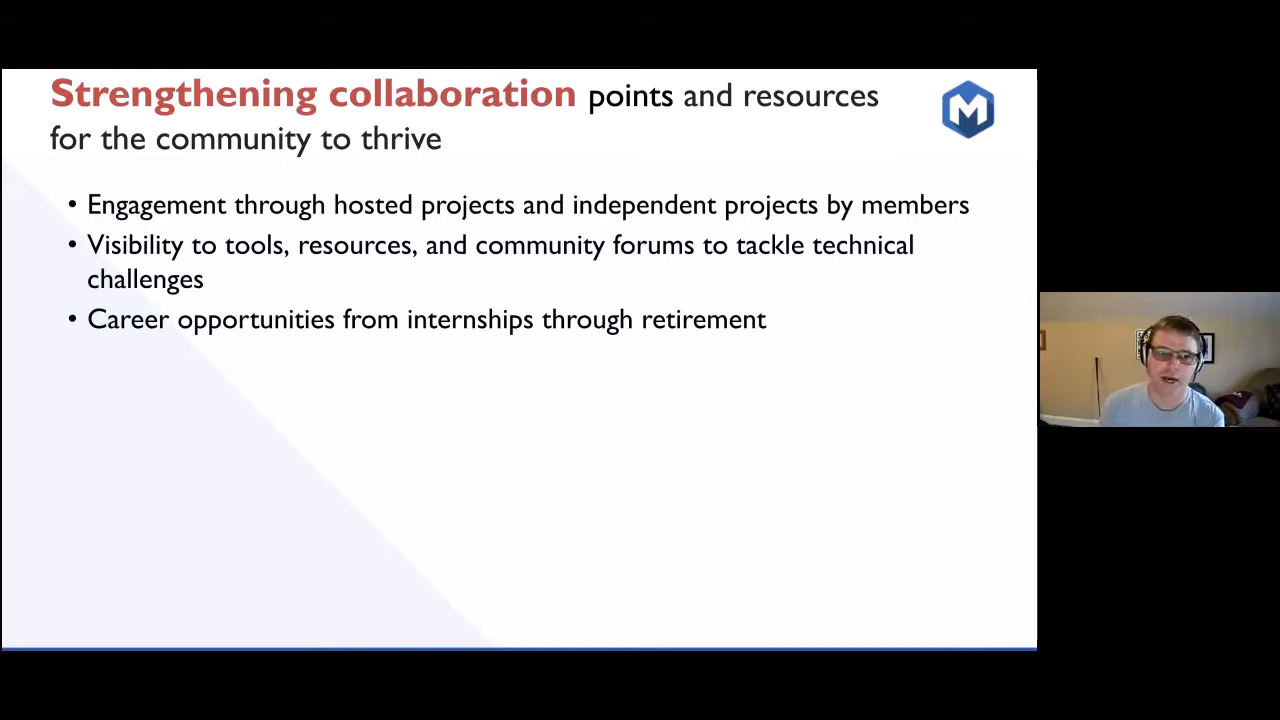 Strengthening collaboration points and resources
for the community to thrive
• Engagement through hosted projects and independent projects by members
• Visibility to tools, resources, and community forums to tackle technical
challenges
• Career opportunities from internships through retirement
M